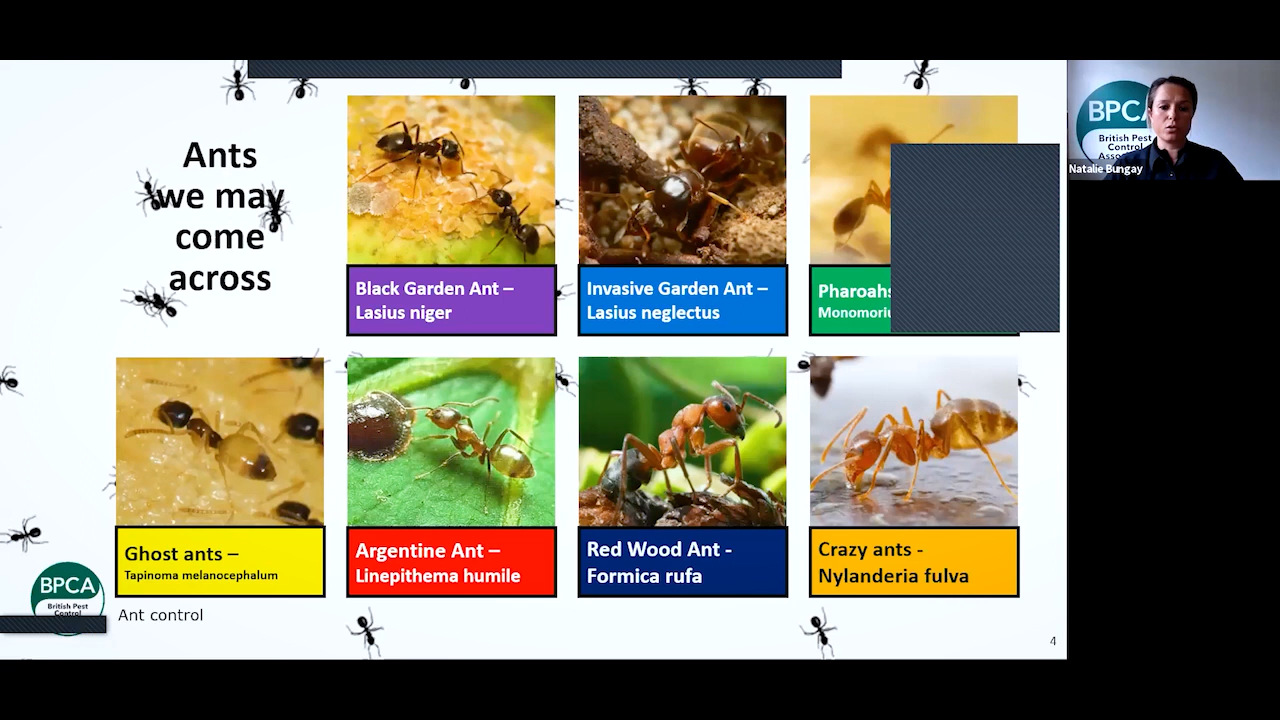 Ants
we may
come
across
Black Garden Ant –
Lasius niger
Invasive Garden Ant –
Lasius neglectus
Ghost ants –
Tapinoma melanocephalum
Argentine Ant –
Linepithema humile
Red Wood Ant -
Formica rufa
Crazy ants -
Nylanderia fulva
BPCA
British Pest
Control
Ant control
4
British Pest
Control
Natalie Bungay